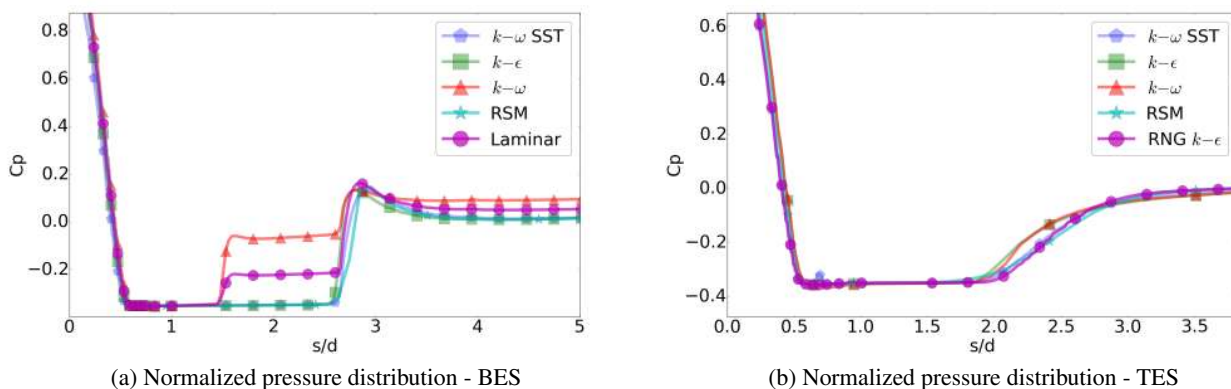 0.8
0.6
0.4
0.2
0.0
−0.2
Cp
0 1 2 3 4 5
s/d
k−ω SST
k−ϵ
k−ω
RSM
Laminar
(a) Normalized pressure distribution - BES
0.6
0.4
0.2
0.0
−0.2
−0.4
Cp
0.0 0.5 1.0 1.5 2.0 2.5 3.0 3.5
s/d
k−ω SST
k−ϵ
k−ω
RSM
RNG k−ϵ
(b) Normalized pressure distribution - TES